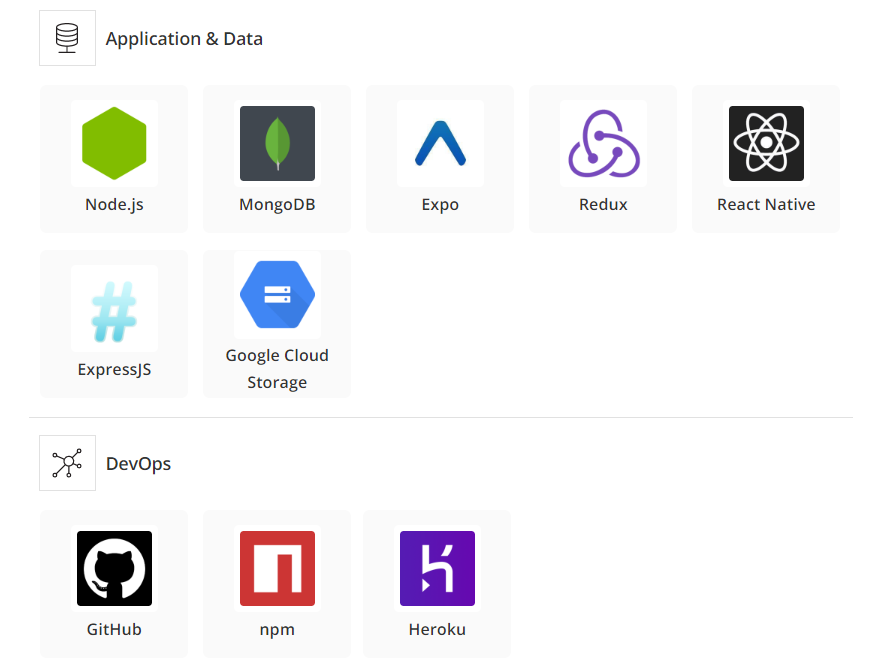 Application & Data
Node.js
MongoDB
Expo
Redux
React Native
ExpressJS
Google Cloud
Storage
DevOps
GitHub
npm
Heroku